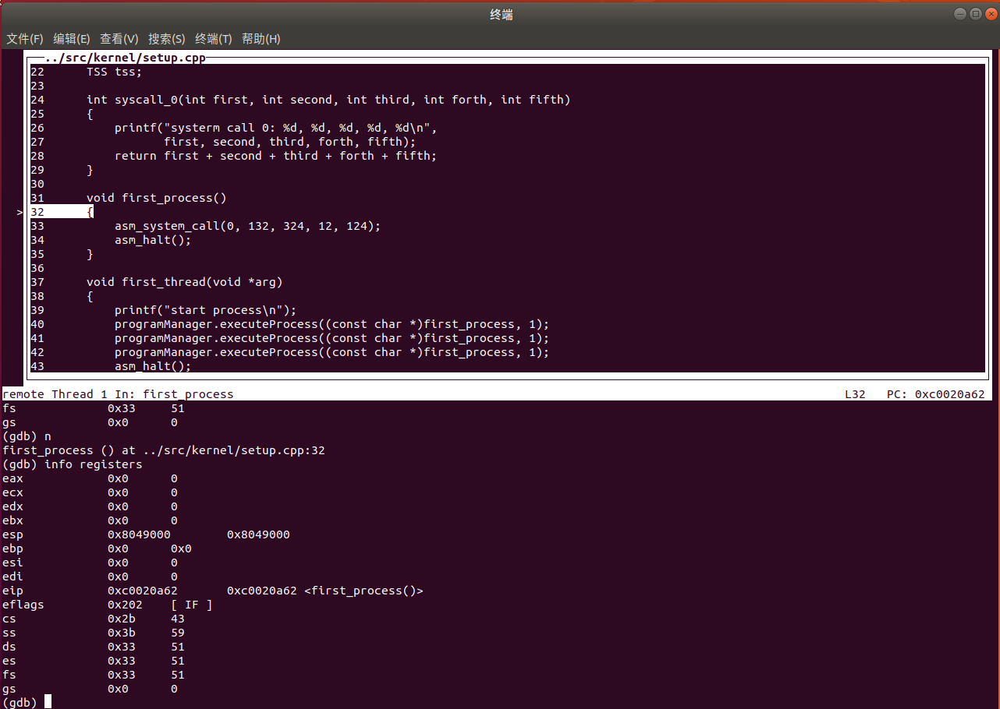 终端
文件(F) 编辑(E) 查看(V) 搜索(S) 终端(T) 帮助(H)
../src/kernel/setup.cpp
22      TSS tss;
23
24      int syscall_0(int first, int second, int third, int forth, int fifth)
25      {
26          printf("systerm call 0: %d, %d, %d, %d, %d\n",
27                 first, second, third, forth, fifth);
28          return first + second + third + forth + fifth;
29      }
30
31      void first_process()
> 32      {
33          asm_system_call(0, 132, 324, 12, 124);
34          asm_halt();
35      }
36
37      void first_thread(void *arg)
38      {
39          printf("start process\n");
40          programManager.executeProcess((const char *)first_process, 1);
41          programManager.executeProcess((const char *)first_process, 1);
42          programManager.executeProcess((const char *)first_process, 1);
43          asm_halt();
remote Thread 1 In: first_process L32 PC: 0xc0020a62
fs 0x33 51
gs 0x0 0
(gdb) n
first_process () at ../src/kernel/setup.cpp:32
(gdb) info registers
eax 0x0 0
ecx 0x0 0
edx 0x0 0
ebx 0x0 0
esp 0x8049000 0x8049000
ebp 0x0 0x0
esi 0x0 0
edi 0x0 0
eip 0xc0020a62 0xc0020a62 <first_process()>
eflags 0x202 [ IF ]
cs 0x2b 43
ss 0x3b 59
ds 0x33 51
es 0x33 51
fs 0x33 51
gs 0x0 0
(gdb)